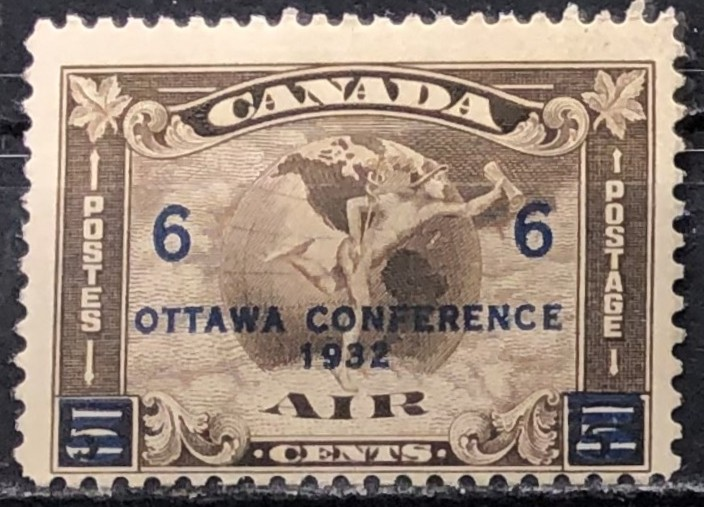 CANADA
POSTES
POSTAGE
6 6
OTTAWA CONFERENCE
1932
AIR
5 5
CENTS